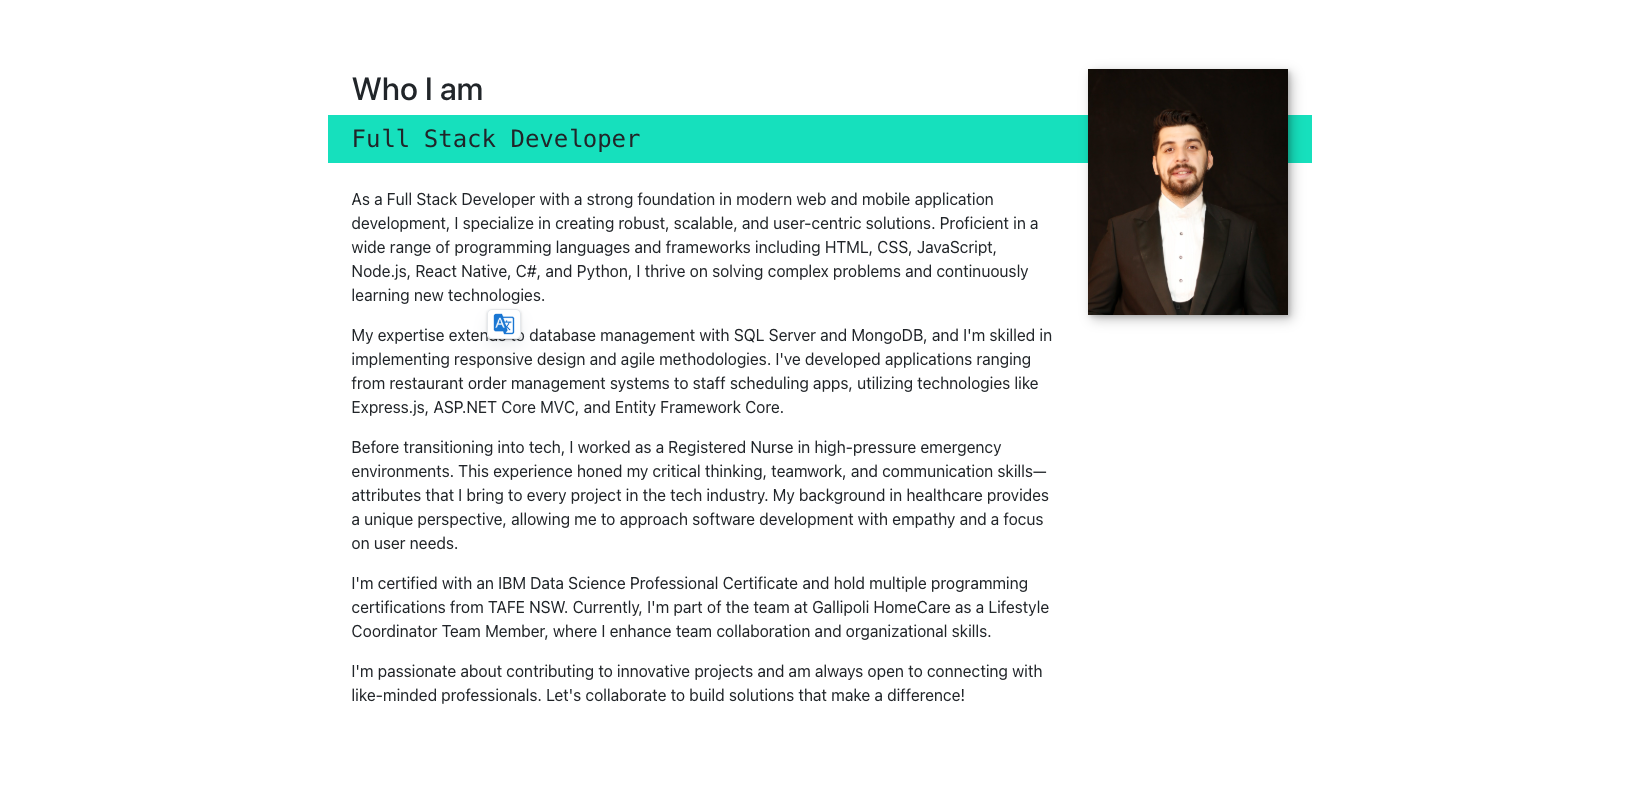 Who I am
Full Stack Developer
As a Full Stack Developer with a strong foundation in modern web and mobile application
development, I specialize in creating robust, scalable, and user-centric solutions. Proficient in a
wide range of programming languages and frameworks including HTML, CSS, JavaScript,
Node.js, React Native, C#, and Python, I thrive on solving complex problems and continuously
learning new technologies.
My expertise extends to database management with SQL Server and MongoDB, and I'm skilled in
implementing responsive design and agile methodologies. I've developed applications ranging
from restaurant order management systems to staff scheduling apps, utilizing technologies like
Express.js, ASP.NET Core MVC, and Entity Framework Core.
Before transitioning into tech, I worked as a Registered Nurse in high-pressure emergency
environments. This experience honed my critical thinking, teamwork, and communication skills—
attributes that I bring to every project in the tech industry. My background in healthcare provides
a unique perspective, allowing me to approach software development with empathy and a focus
on user needs.
I'm certified with an IBM Data Science Professional Certificate and hold multiple programming
certifications from TAFE NSW. Currently, I'm part of the team at Gallipoli HomeCare as a Lifestyle
Coordinator Team Member, where I enhance team collaboration and organizational skills.
I'm passionate about contributing to innovative projects and am always open to connecting with
like-minded professionals. Let's collaborate to build solutions that make a difference!